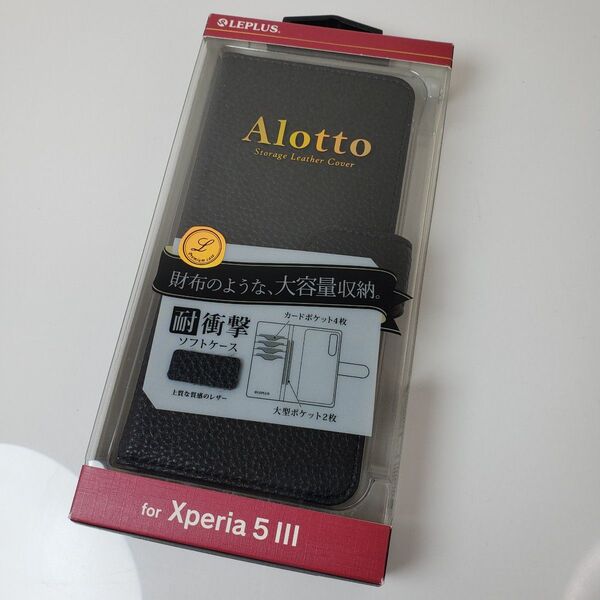 LEPLUS
Alotto
Storage Leather Cover
L
財布のような、大容量収納。
耐衝撃
ソフトケース
上質な質感のレザー
カードポケット4枚
大型ポケット2枚
for Xperia 5 III